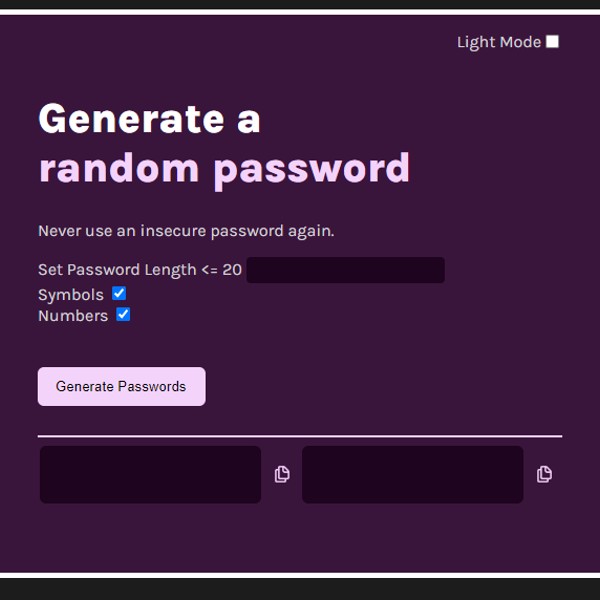 Light Mode
Generate a
random password
Never use an insecure password again.
Set Password Length <= 20
Symbols
Numbers
Generate Passwords